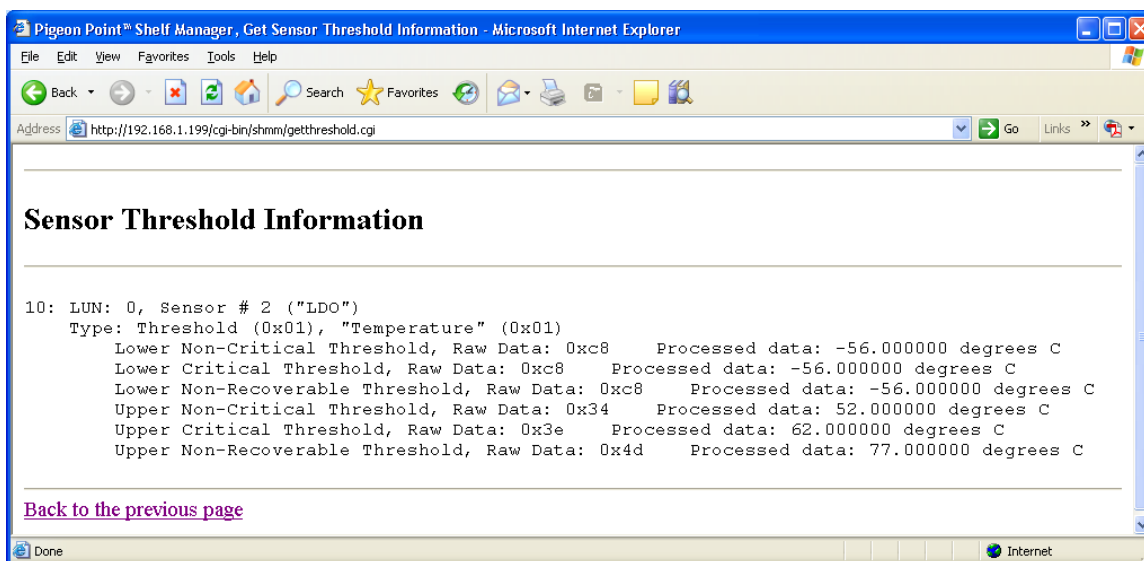 Pigeon Point™ Shelf Manager, Get Sensor Threshold Information - Microsoft Internet Explorer
File Edit View Favorites Tools Help
Back Search Favorites
Address http://192.168.1.199/cgi-bin/shmm/getthreshold.cgi Go Links »
Sensor Threshold Information
10: LUN: 0, Sensor # 2 ("LDO")
Type: Threshold (0x01), "Temperature" (0x01)
Lower Non-Critical Threshold, Raw Data: 0xc8 Processed data: -56.000000 degrees C
Lower Critical Threshold, Raw Data: 0xc8 Processed data: -56.000000 degrees C
Lower Non-Recoverable Threshold, Raw Data: 0xc8 Processed data: -56.000000 degrees C
Upper Non-Critical Threshold, Raw Data: 0x34 Processed data: 52.000000 degrees C
Upper Critical Threshold, Raw Data: 0x3e Processed data: 62.000000 degrees C
Upper Non-Recoverable Threshold, Raw Data: 0x4d Processed data: 77.000000 degrees C
Back to the previous page
Done Internet